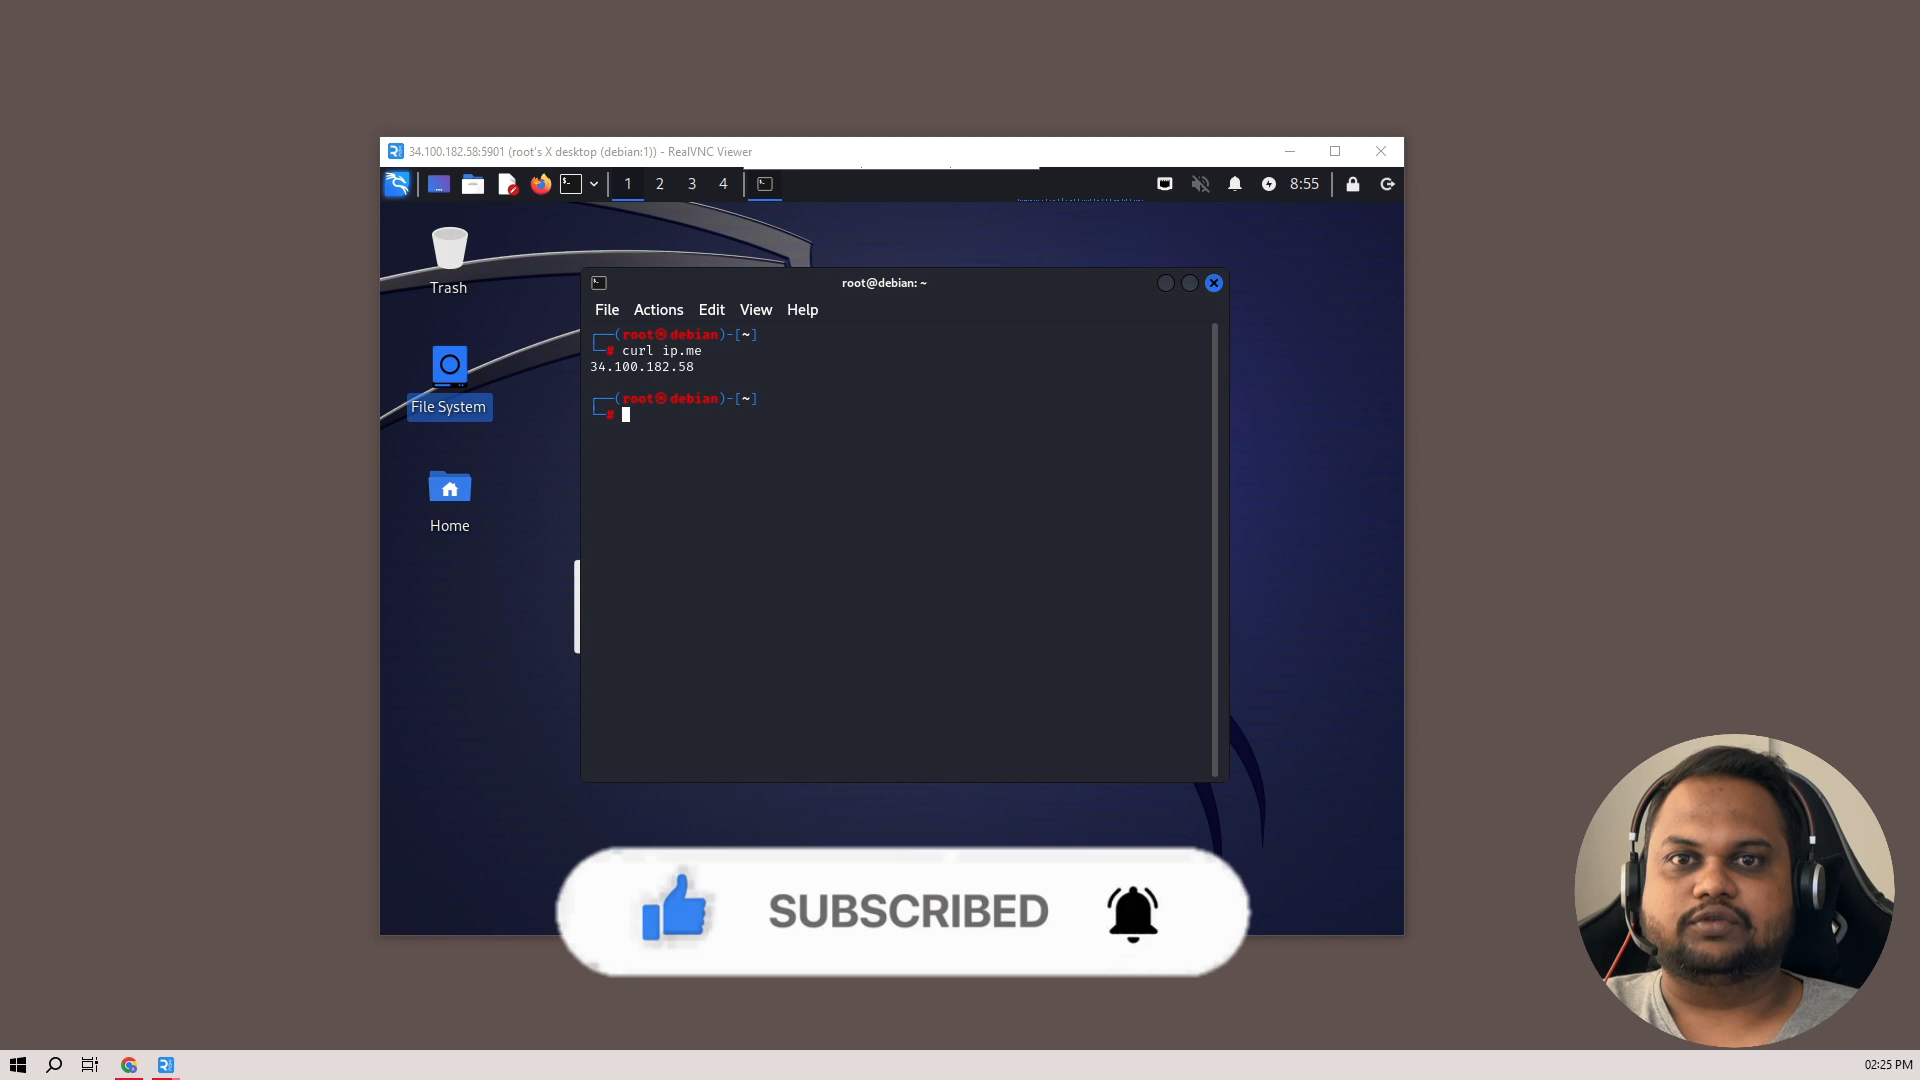 34.100.182.58:5901 (root's X desktop (debian:1)) - RealVNC Viewer
1 2 3 4 8:55
Trash
root@debian: ~
File Actions Edit View Help
┌──(root㉿debian)-[~]
└─# curl ip.me
34.100.182.58
┌──(root㉿debian)-[~]
└─#
File System
Home
SUBSCRIBED
02:25 PM